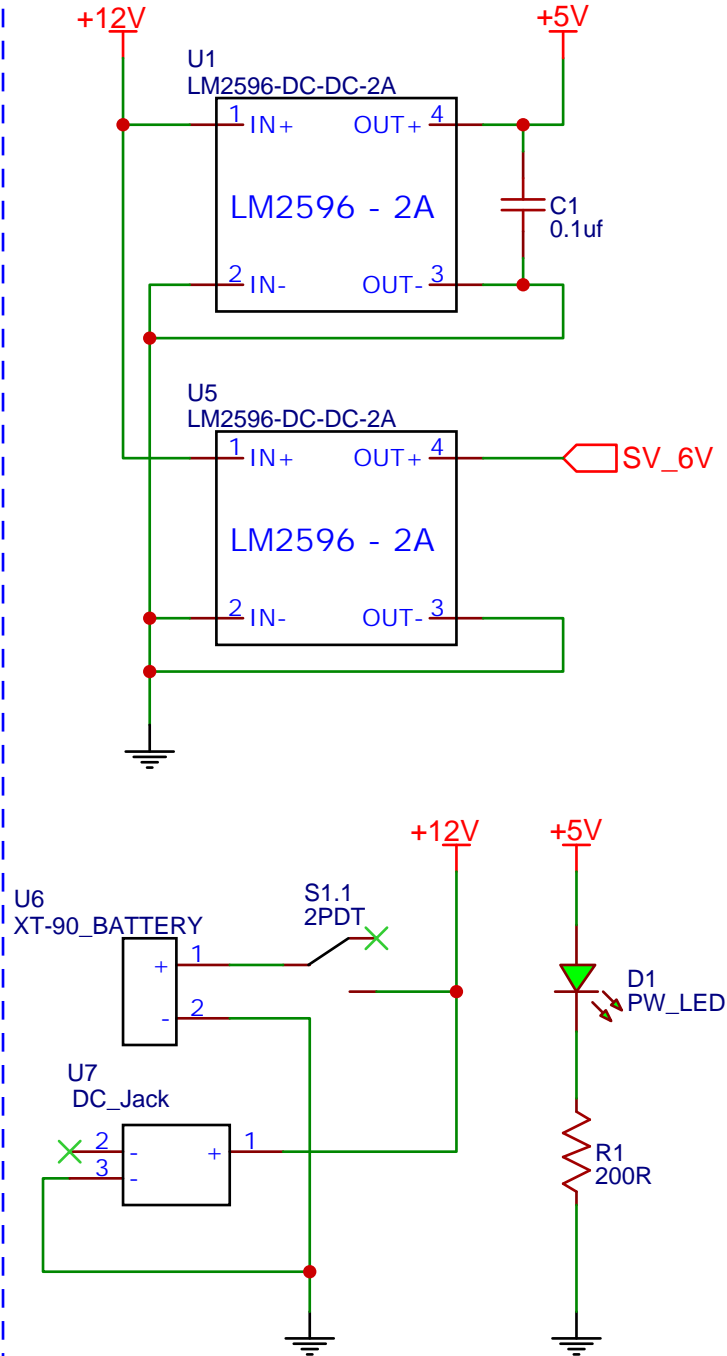 +12V
+5V
U1
LM2596-DC-DC-2A
1 IN+ OUT+ 4
LM2596 - 2A
C1
0.1uf
2 IN- OUT- 3
U5
LM2596-DC-DC-2A
1 IN+ OUT+ 4
SV_6V
LM2596 - 2A
2 IN- OUT- 3
+12V
+5V
U6
XT-90_BATTERY
S1.1
2PDT
+ 1
- 2
D1
PW_LED
U7
DC_Jack
2 - + 1
3 -
R1
200R